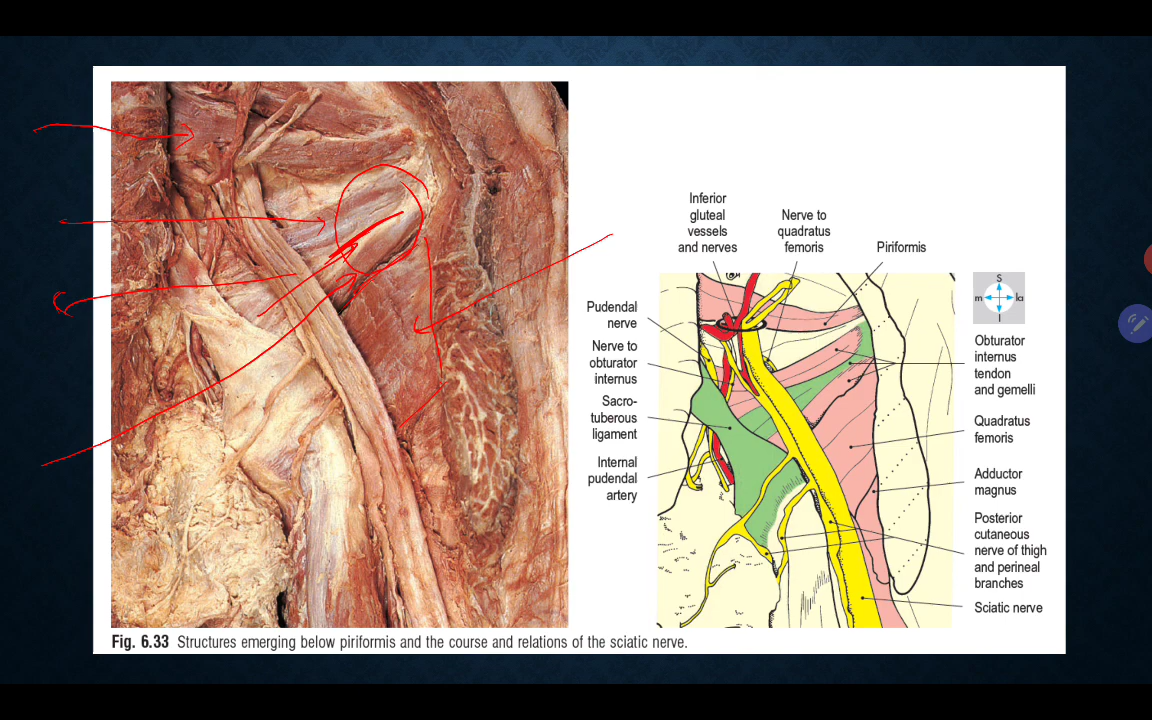 Inferior
gluteal
vessels
and nerves
Nerve to
quadratus
femoris
Piriformis
Pudendal
nerve
Nerve to
obturator
internus
Sacro-
tuberous
ligament
Internal
pudendal
artery
S
m
la
I
Obturator
internus
tendon
and gemelli
Quadratus
femoris
Adductor
magnus
Posterior
cutaneous
nerve of thigh
and perineal
branches
Sciatic nerve
Fig. 6.33 Structures emerging below piriformis and the course and relations of the sciatic nerve.